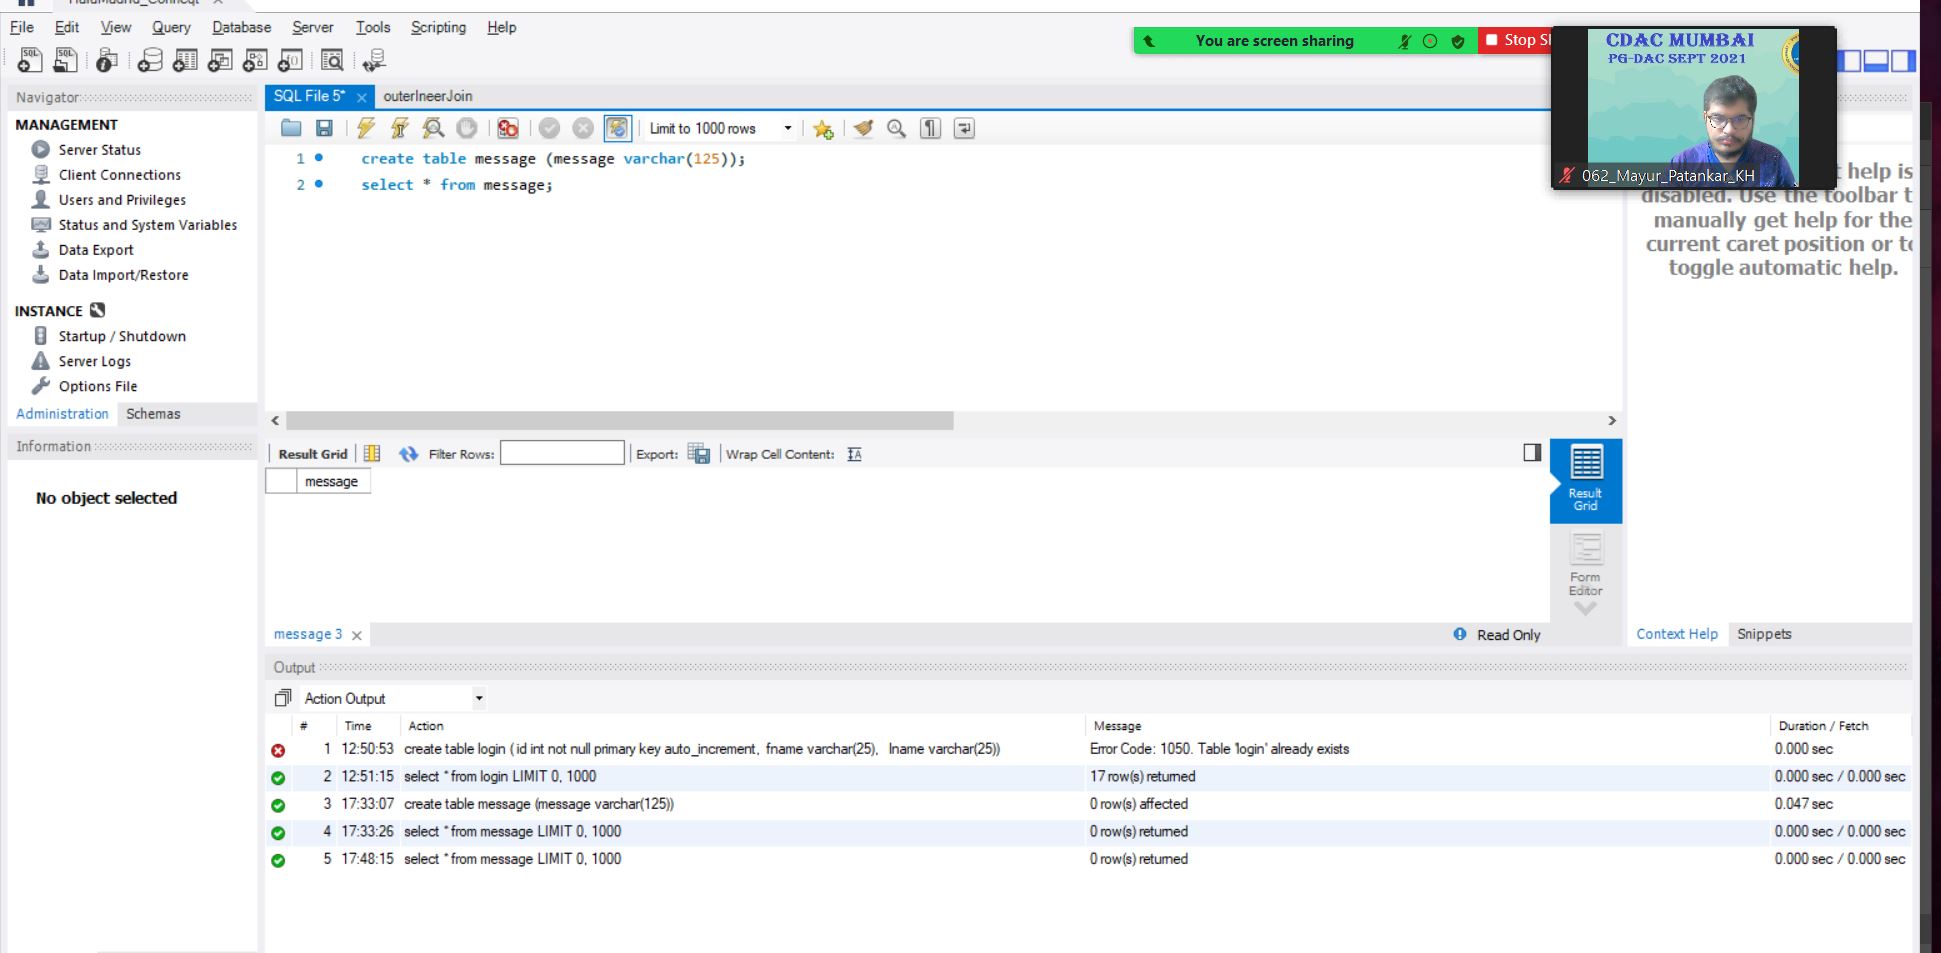 File Edit View Query Database Server Tools Scripting Help
You are screen sharing
Stop
CDAC MUMBAI
PG-DAC SEPT 2021
062_Mayur_Patankar_KH
Navigator
MANAGEMENT
Server Status
Client Connections
Users and Privileges
Status and System Variables
Data Export
Data Import/Restore
INSTANCE
Startup / Shutdown
Server Logs
Options File
Administration Schemas
Information
No object selected
SQL File 5* outerIneerJoin
Limit to 1000 rows
1 create table message (message varchar(125));
2 select * from message;
help is
disabled. Use the toolbar
manually get help for the
current caret position or
toggle automatic help.
Result Grid Filter Rows: Export: Wrap Cell Content:
message
Result
Grid
Form
Editor
message 3
Read Only
Context Help Snippets
Output
Action Output
# Time Action Message Duration / Fetch
1 12:50:53 create table login ( id int not null primary key auto_increment, fname varchar(25), lname varchar(25)) Error Code: 1050. Table 'login' already exists 0.000 sec
2 12:51:15 select * from login LIMIT 0, 1000 17 row(s) returned 0.000 sec / 0.000 sec
3 17:33:07 create table message (message varchar(125)) 0 row(s) affected 0.047 sec
4 17:33:26 select * from message LIMIT 0, 1000 0 row(s) returned 0.000 sec / 0.000 sec
5 17:48:15 select * from message LIMIT 0, 1000 0 row(s) returned 0.000 sec / 0.000 sec